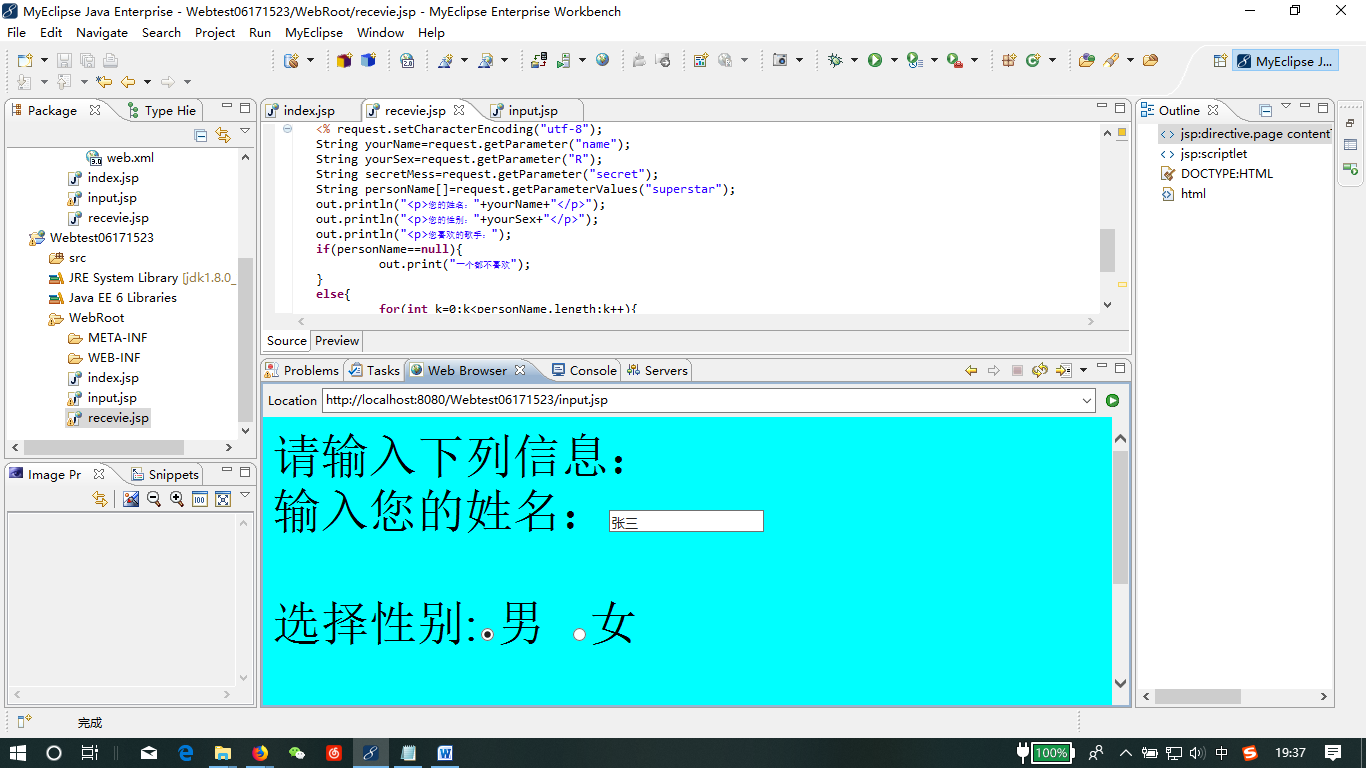 MyEclipse Java Enterprise - Webtest06171523/WebRoot/recevie.jsp - MyEclipse Enterprise Workbench
File Edit Navigate Search Project Run MyEclipse Window Help
MyEclipse J...
Package
Type Hie
web.xml
index.jsp
input.jsp
recevie.jsp
Webtest06171523
src
JRE System Library [jdk1.8.0_
Java EE 6 Libraries
WebRoot
META-INF
WEB-INF
index.jsp
input.jsp
recevie.jsp
Image Pr
Snippets
index.jsp
recevie.jsp
input.jsp
<% request.setCharacterEncoding("utf-8");
String yourName=request.getParameter("name");
String yourSex=request.getParameter("R");
String secretMess=request.getParameter("secret");
String personName[]=request.getParameterValues("superstar");
out.println("<p>您的姓名："+yourName+"</p>");
out.println("<p>您的性别："+yourSex+"</p>");
out.println("<p>您喜欢的歌手：");
if(personName==null){
out.print("一个都不喜欢");
}
else{
for(int k=0;k<personName.length;k++){
Source
Preview
Problems
Tasks
Web Browser
Console
Servers
Location http://localhost:8080/Webtest06171523/input.jsp
请输入下列信息：
输入您的姓名： 张三
选择性别: 男 女
Outline
jsp:directive.page content
jsp:scriptlet
DOCTYPE:HTML
html
完成
100%
中
19:37